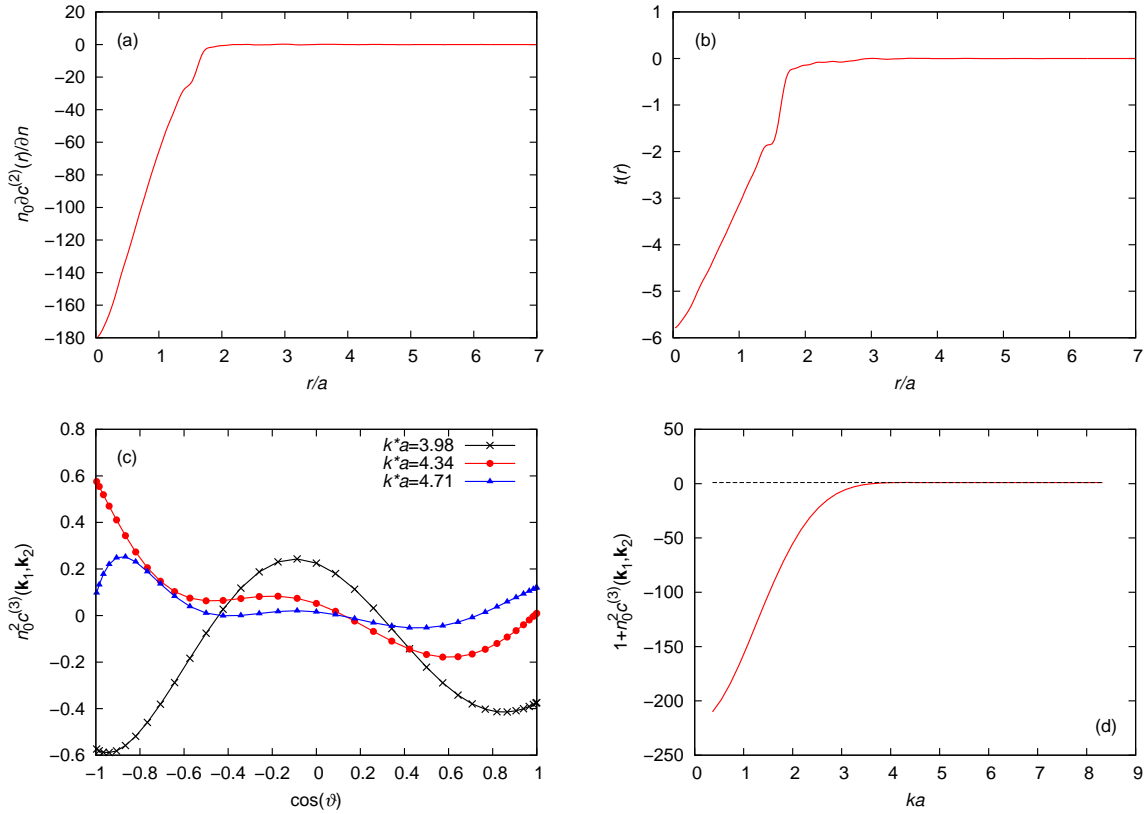 (a)
20
0
−20
−40
−60
−80
−100
−120
−140
−160
−180
n₀∂c⁽²⁾(r)/∂n
0 1 2 3 4 5 6 7
r/a
(b)
1
0
−1
−2
−3
−4
−5
−6
t(r)
0 1 2 3 4 5 6 7
r/a
(c)
k*a=3.98
k*a=4.34
k*a=4.71
0.8
0.6
0.4
0.2
0
−0.2
−0.4
−0.6
n₀²c⁽³⁾(k₁,k₂)
−1 −0.8 −0.6 −0.4 −0.2 0 0.2 0.4 0.6 0.8 1
cos(ϑ)
50
0
−50
−100
−150
−200
−250
1+n₀²c⁽³⁾(k₁,k₂)
(d)
0 1 2 3 4 5 6 7 8 9
ka